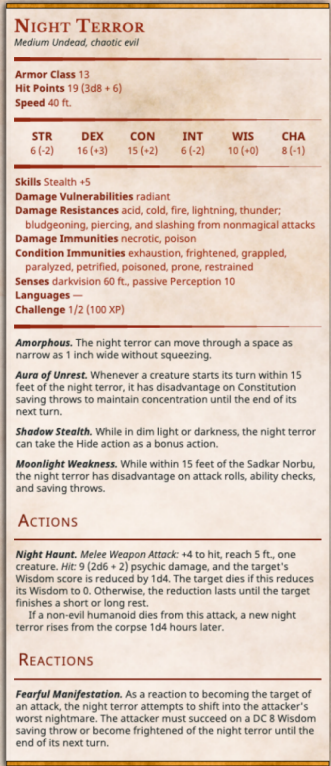 NIGHT TERROR
Medium Undead, chaotic evil
Armor Class 13
Hit Points 19 (3d8 + 6)
Speed 40 ft.
STR DEX CON INT WIS CHA
6 (-2) 16 (+3) 15 (+2) 6 (-2) 10 (+0) 8 (-1)
Skills Stealth +5
Damage Vulnerabilities radiant
Damage Resistances acid, cold, fire, lightning, thunder;
bludgeoning, piercing, and slashing from nonmagical attacks
Damage Immunities necrotic, poison
Condition Immunities exhaustion, frightened, grappled,
paralyzed, petrified, poisoned, prone, restrained
Senses darkvision 60 ft., passive Perception 10
Languages —
Challenge 1/2 (100 XP)
Amorphous. The night terror can move through a space as
narrow as 1 inch wide without squeezing.
Aura of Unrest. Whenever a creature starts its turn within 15
feet of the night terror, it has disadvantage on Constitution
saving throws to maintain concentration until the end of its
next turn.
Shadow Stealth. While in dim light or darkness, the night terror
can take the Hide action as a bonus action.
Moonlight Weakness. While within 15 feet of the Sadkar Norbu,
the night terror has disadvantage on attack rolls, ability checks,
and saving throws.
ACTIONS
Night Haunt. Melee Weapon Attack: +4 to hit, reach 5 ft., one
creature. Hit: 9 (2d6 + 2) psychic damage, and the target's
Wisdom score is reduced by 1d4. The target dies if this reduces
its Wisdom to 0. Otherwise, the reduction lasts until the target
finishes a short or long rest.
If a non-evil humanoid dies from this attack, a new night
terror rises from the corpse 1d4 hours later.
REACTIONS
Fearful Manifestation. As a reaction to becoming the target of
an attack, the night terror attempts to shift into the attacker's
worst nightmare. The attacker must succeed on a DC 8 Wisdom
saving throw or become frightened of the night terror until the
end of its next turn.